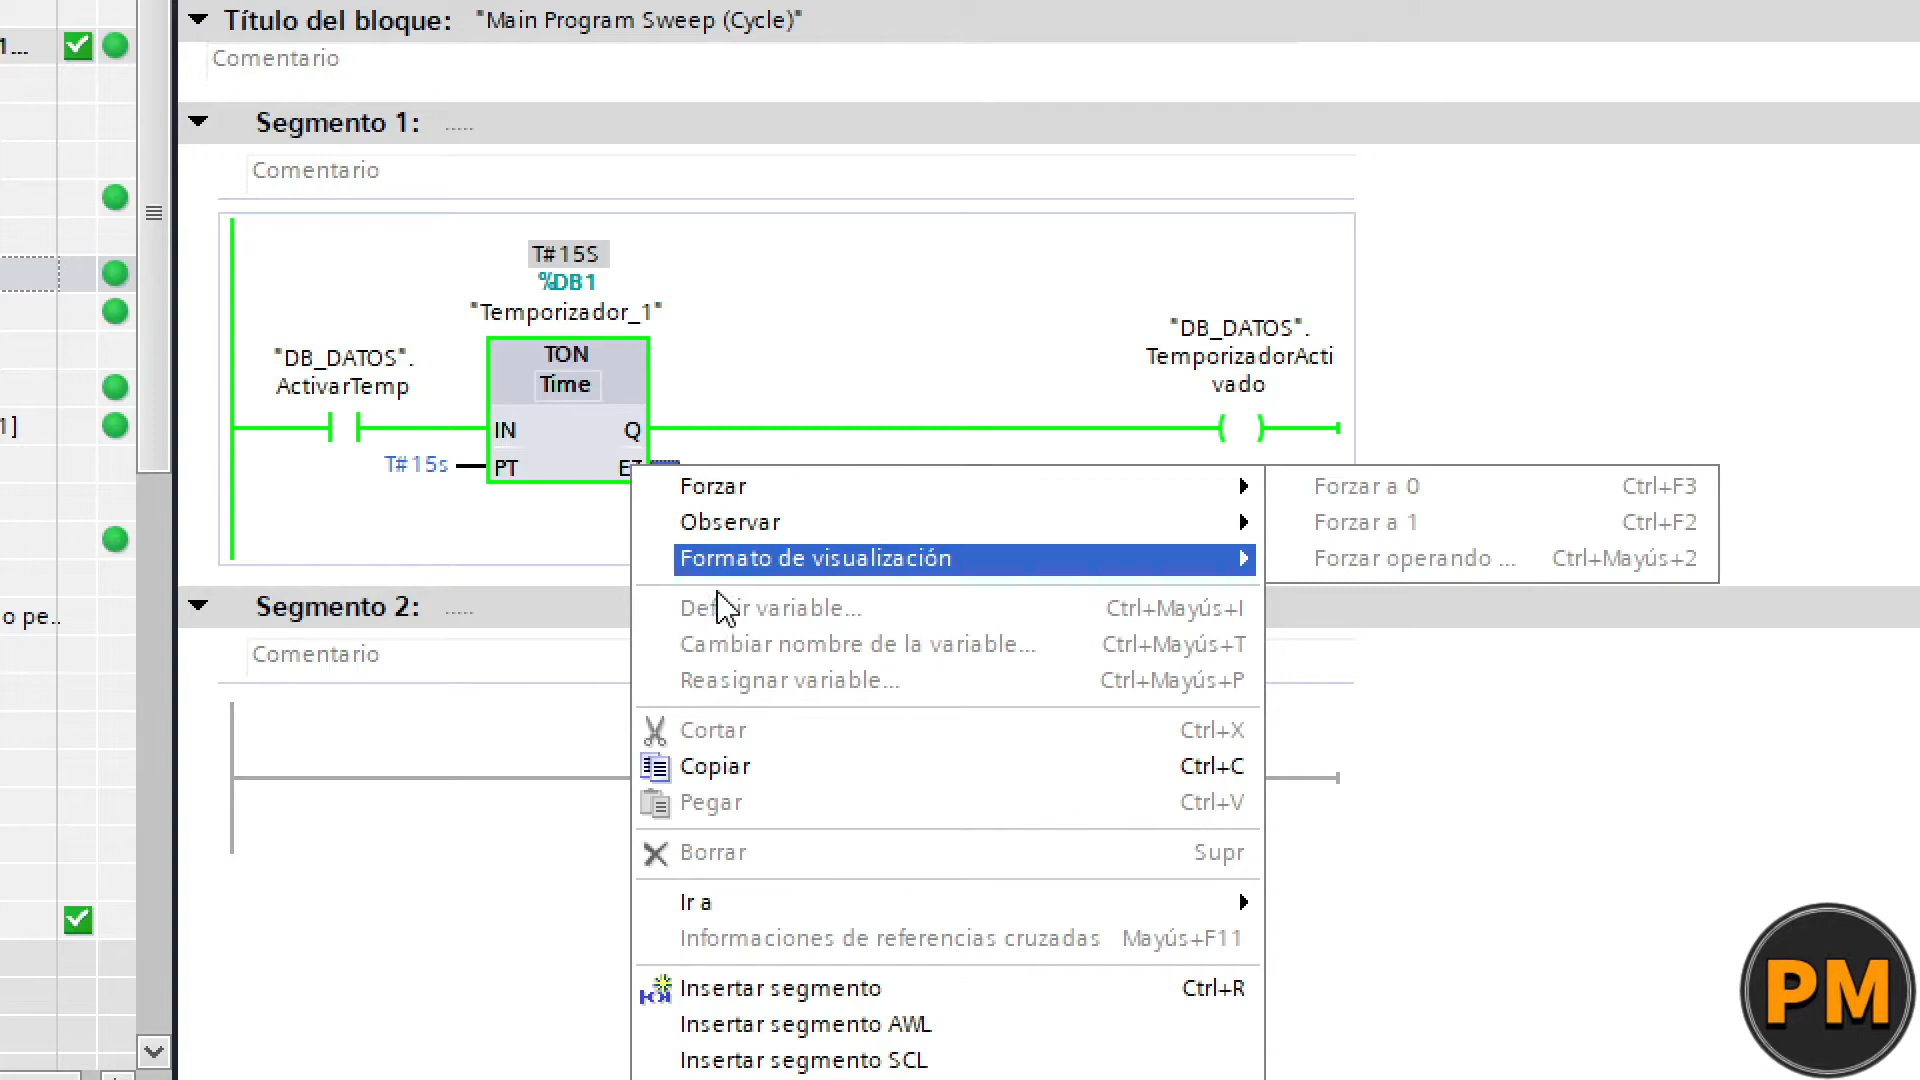 Título del bloque: "Main Program Sweep (Cycle)"
1...
Comentario
Segmento 1: .....
Comentario
T#15S
%DB1
"Temporizador_1"
"DB_DATOS".
ActivarTemp
TON
Time
"DB_DATOS".
TemporizadorActi
vado
1]
IN Q
T#15s PT
Forzar
Observar
Formato de visualización
Forzar a 0 Ctrl+F3
Forzar a 1 Ctrl+F2
Forzar operando ... Ctrl+Mayús+2
Segmento 2: .....
o pe..
Comentario
variable... Ctrl+Mayús+I
Cambiar nombre de la variable... Ctrl+Mayús+T
Reasignar variable... Ctrl+Mayús+P
Cortar Ctrl+X
Copiar Ctrl+C
Pegar Ctrl+V
Borrar Supr
Ir a
Informaciones de referencias cruzadas Mayús+F11
Insertar segmento Ctrl+R
Insertar segmento AWL
Insertar segmento SCL
PM